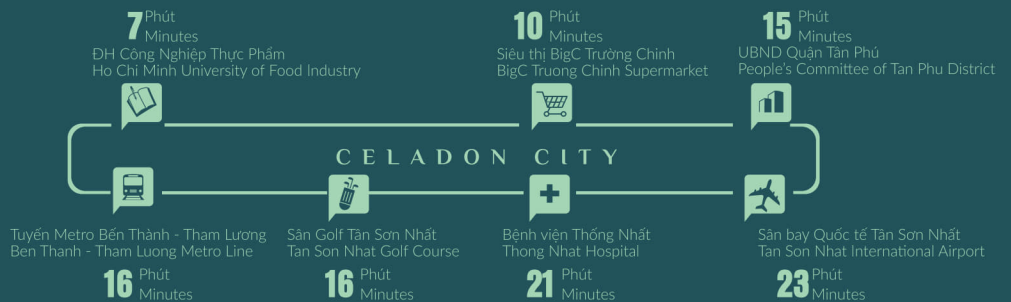 7 Phút
Minutes
ĐH Công Nghiệp Thực Phẩm
Ho Chi Minh University of Food Industry
10 Phút
Minutes
Siêu thị BigC Trường Chinh
BigC Truong Chinh Supermarket
15 Phút
Minutes
UBND Quận Tân Phú
People's Committee of Tan Phu District
CELADON CITY
Tuyến Metro Bến Thành - Tham Lương
Ben Thanh - Tham Luong Metro Line
16 Phút
Minutes
Sân Golf Tân Sơn Nhất
Tan Son Nhat Golf Course
16 Phút
Minutes
Bệnh viện Thống Nhất
Thong Nhat Hospital
21 Phút
Minutes
Sân bay Quốc tế Tân Sơn Nhất
Tan Son Nhat International Airport
23 Phút
Minutes